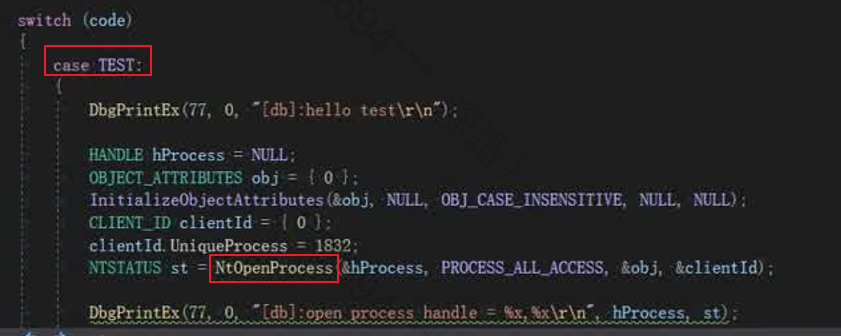 switch (code)
{
case TEST:
{
DbgPrintEx(77, 0, "[db]:hello test\r\n");
HANDLE hProcess = NULL;
OBJECT_ATTRIBUTES obj = { 0 };
InitializeObjectAttributes(&obj, NULL, OBJ_CASE_INSENSITIVE, NULL, NULL);
CLIENT_ID clientId = { 0 };
clientId.UniqueProcess = 1832;
NTSTATUS st = NtOpenProcess(&hProcess, PROCESS_ALL_ACCESS, &obj, &clientId);
DbgPrintEx(77, 0, "[db]:open process handle = %x,%x\r\n", hProcess, st);